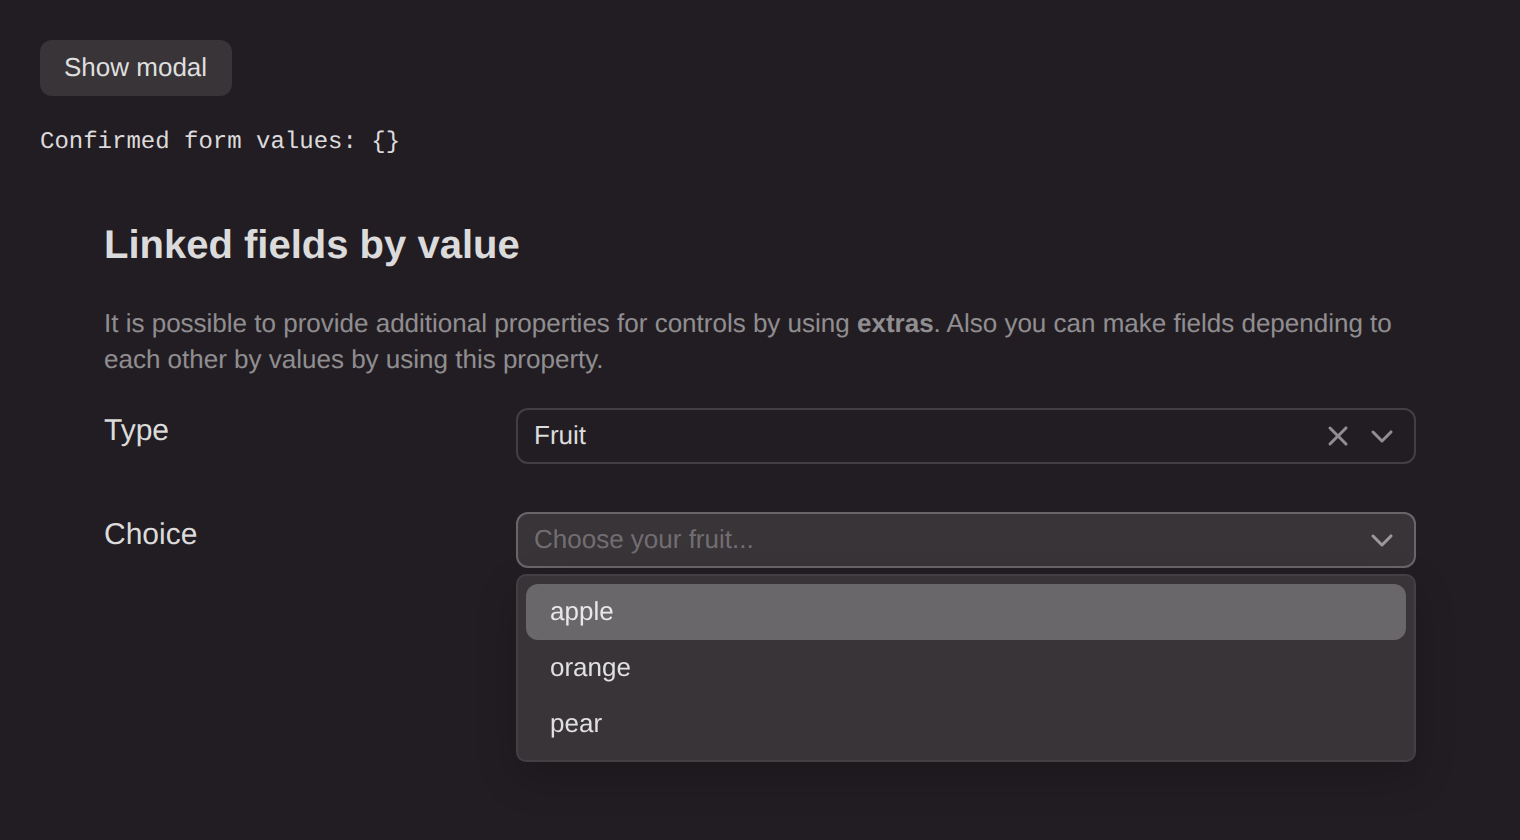 Show modal
Confirmed form values: {}
Linked fields by value
It is possible to provide additional properties for controls by using extras. Also you can make fields depending to
each other by values by using this property.
Type
Fruit
Choice
Choose your fruit...
apple
orange
pear